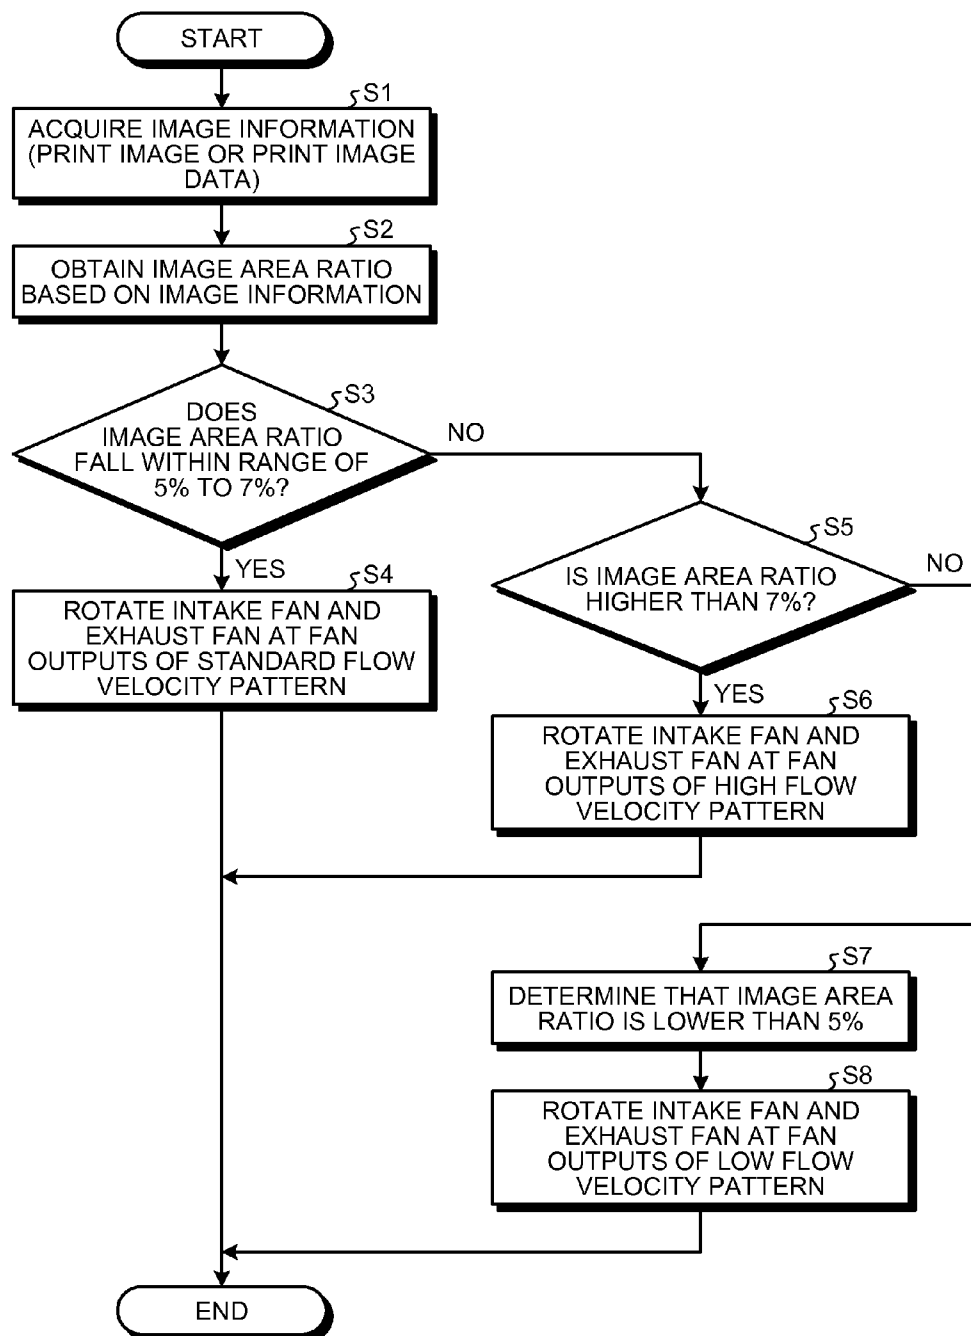 START
S1
ACQUIRE IMAGE INFORMATION
(PRINT IMAGE OR PRINT IMAGE
DATA)
S2
OBTAIN IMAGE AREA RATIO
BASED ON IMAGE INFORMATION
S3
DOES
IMAGE AREA RATIO
FALL WITHIN RANGE OF
5% TO 7%?
NO
YES
S4
ROTATE INTAKE FAN AND
EXHAUST FAN AT FAN
OUTPUTS OF STANDARD FLOW
VELOCITY PATTERN
S5
IS IMAGE AREA RATIO
HIGHER THAN 7%?
NO
YES
S6
ROTATE INTAKE FAN AND
EXHAUST FAN AT FAN
OUTPUTS OF HIGH FLOW
VELOCITY PATTERN
S7
DETERMINE THAT IMAGE AREA
RATIO IS LOWER THAN 5%
S8
ROTATE INTAKE FAN AND
EXHAUST FAN AT FAN
OUTPUTS OF LOW FLOW
VELOCITY PATTERN
END